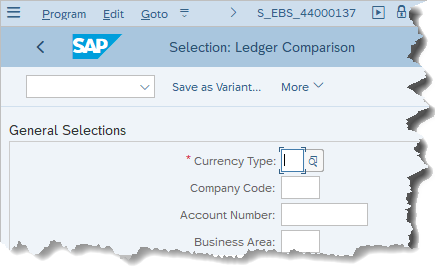 Program Edit Goto S_EBS_44000137
SAP Selection: Ledger Comparison
Save as Variant... More
General Selections
* Currency Type:
Company Code:
Account Number:
Business Area: